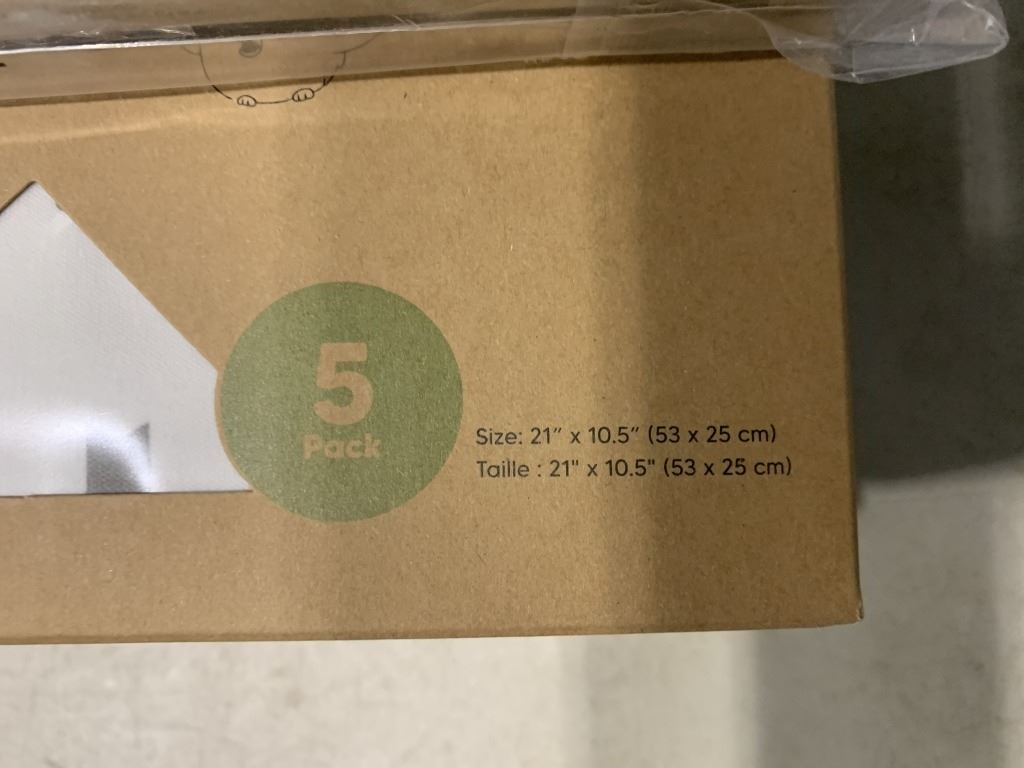 5
Pack
Size: 21” x 10.5” (53 x 25 cm)
Taille : 21" x 10.5" (53 x 25 cm)